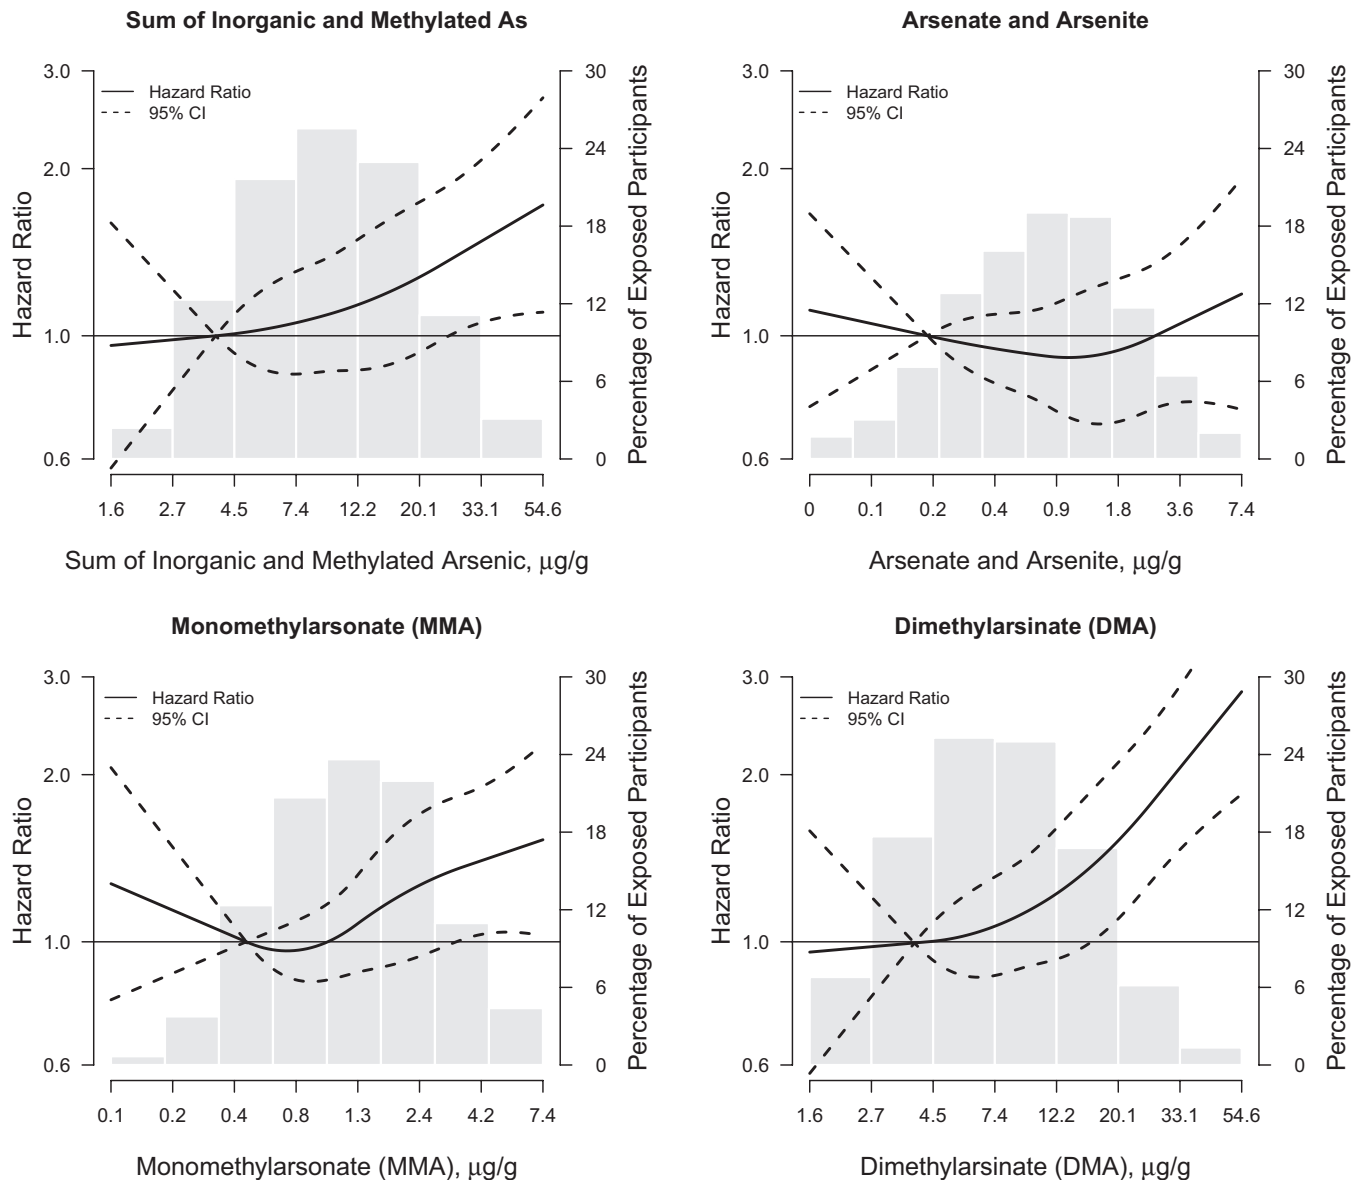 Sum of Inorganic and Methylated As
3.0
2.0
1.0
0.6
Hazard Ratio
Hazard Ratio
95% CI
30
24
18
12
6
0
Percentage of Exposed Participants
1.6 2.7 4.5 7.4 12.2 20.1 33.1 54.6
Sum of Inorganic and Methylated Arsenic, μg/g
Arsenate and Arsenite
3.0
2.0
1.0
0.6
Hazard Ratio
Hazard Ratio
95% CI
30
24
18
12
6
0
Percentage of Exposed Participants
0 0.1 0.2 0.4 0.9 1.8 3.6 7.4
Arsenate and Arsenite, μg/g
Monomethylarsonate (MMA)
3.0
2.0
1.0
0.6
Hazard Ratio
Hazard Ratio
95% CI
30
24
18
12
6
0
Percentage of Exposed Participants
0.1 0.2 0.4 0.8 1.3 2.4 4.2 7.4
Monomethylarsonate (MMA), μg/g
Dimethylarsinate (DMA)
3.0
2.0
1.0
0.6
Hazard Ratio
Hazard Ratio
95% CI
30
24
18
12
6
0
Percentage of Exposed Participants
1.6 2.7 4.5 7.4 12.2 20.1 33.1 54.6
Dimethylarsinate (DMA), μg/g